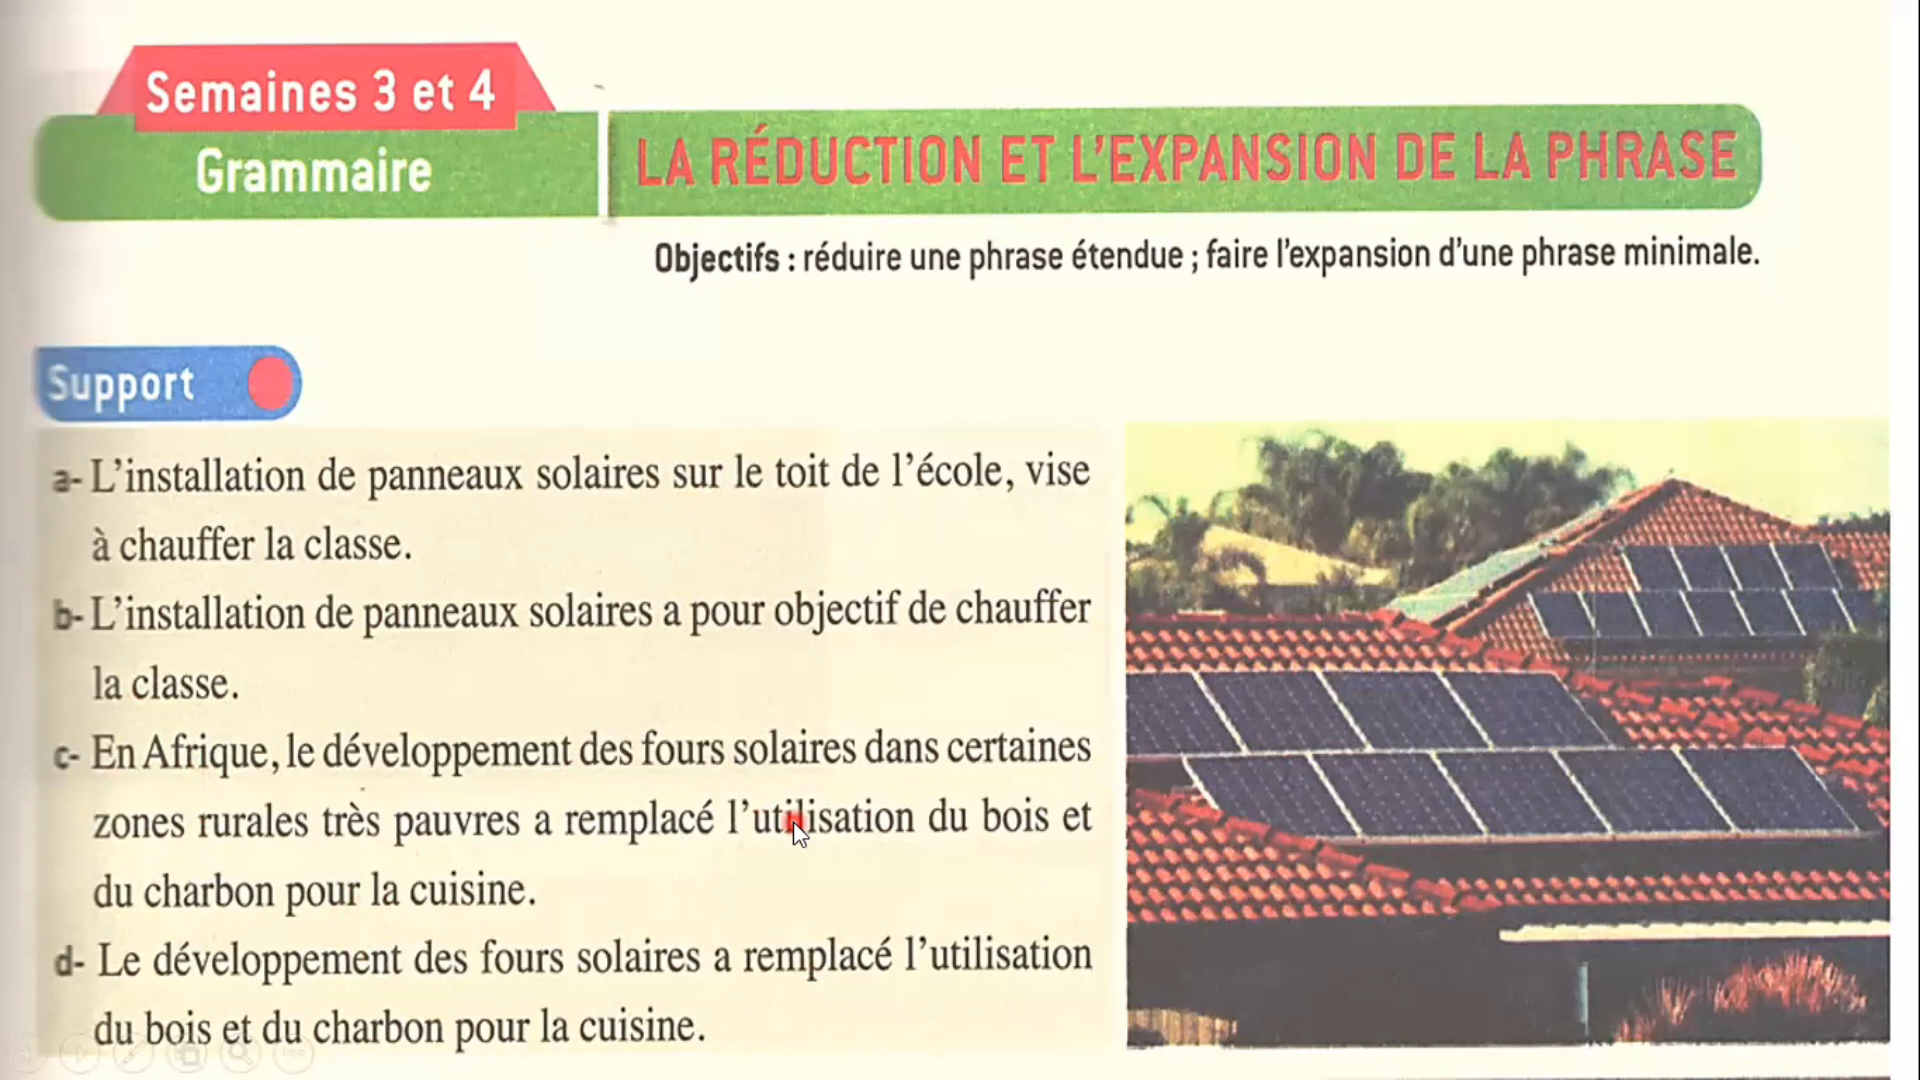 Semaines 3 et 4
Grammaire
LA RÉDUCTION ET L'EXPANSION DE LA PHRASE
Objectifs : réduire une phrase étendue ; faire l'expansion d'une phrase minimale.
Support
a- L'installation de panneaux solaires sur le toit de l'école, vise
à chauffer la classe.
b- L'installation de panneaux solaires a pour objectif de chauffer
la classe.
c- En Afrique, le développement des fours solaires dans certaines
zones rurales très pauvres a remplacé l'utilisation du bois et
du charbon pour la cuisine.
d- Le développement des fours solaires a remplacé l'utilisation
du bois et du charbon pour la cuisine.